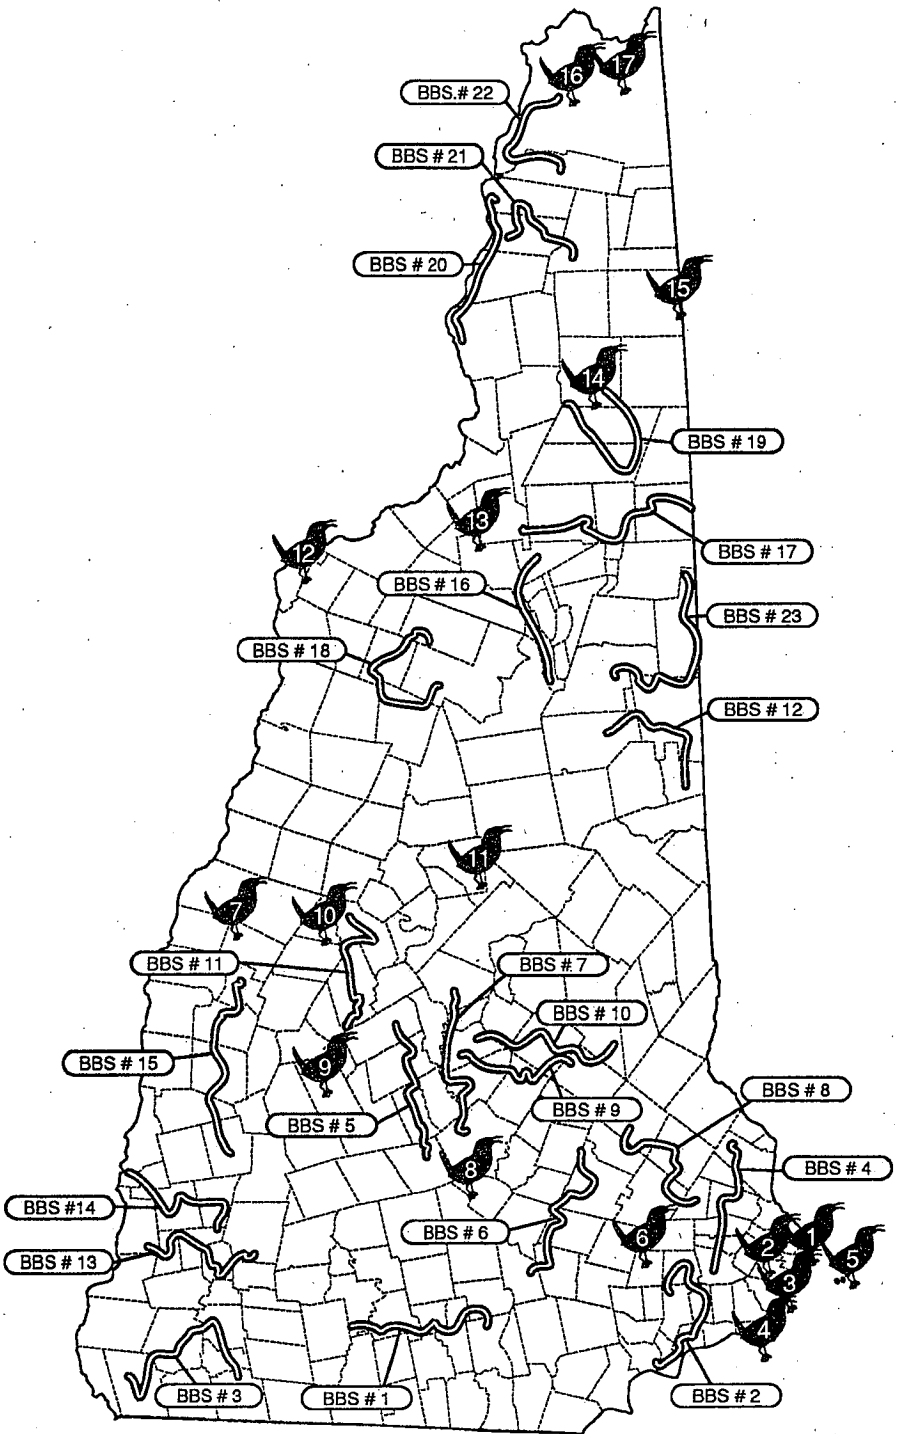 16 17
BBS.# 22
BBS # 21
BBS # 20
15
14
BBS # 19
13
12
BBS # 17
BBS # 16
BBS # 23
BBS # 18
BBS # 12
11
7 10
BBS # 11
BBS # 7
BBS # 10
9
BBS # 15
BBS # 8
BBS # 9
BBS # 5
8
BBS # 4
BBS #14
BBS # 6
6 2 1
5
BBS # 13
3
4
BBS # 3
BBS # 1
BBS # 2